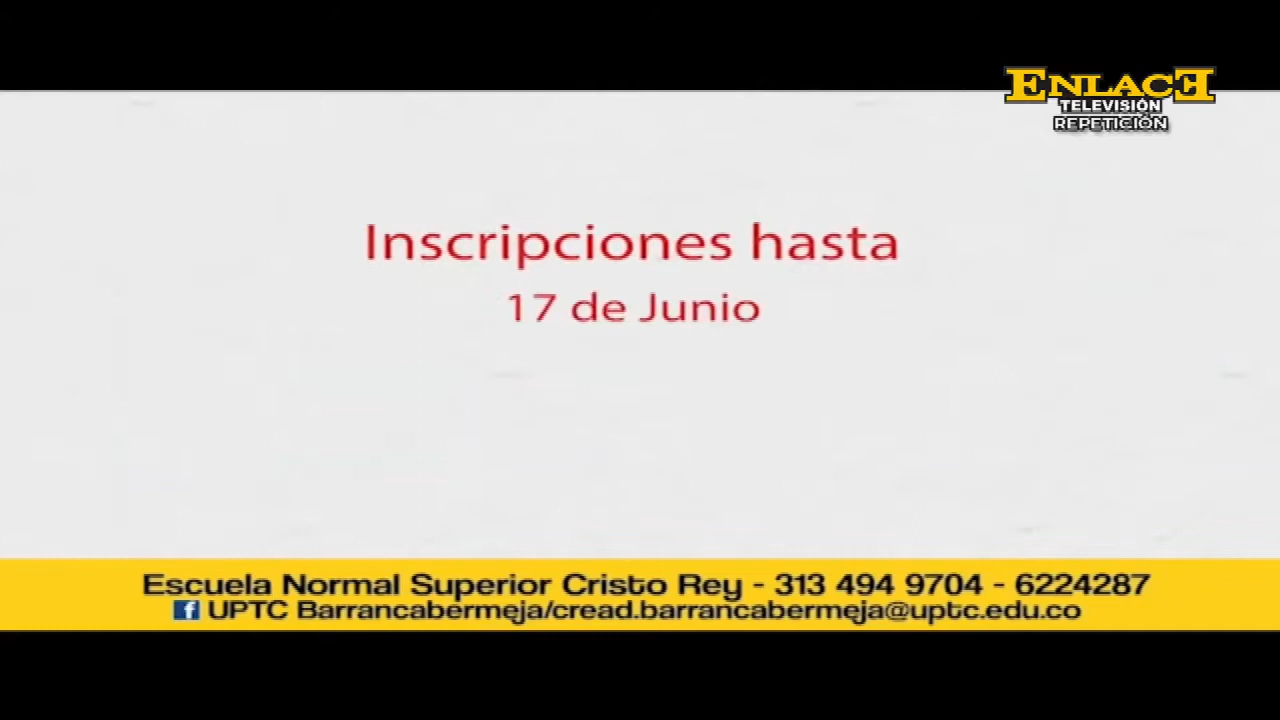 ENLACE
TELEVISIÓN
REPETICIÓN
Inscripciones hasta
17 de Junio
Escuela Normal Superior Cristo Rey - 313 494 9704 - 6224287
f UPTC Barrancabermeja/cread.barrancabermeja@uptc.edu.co